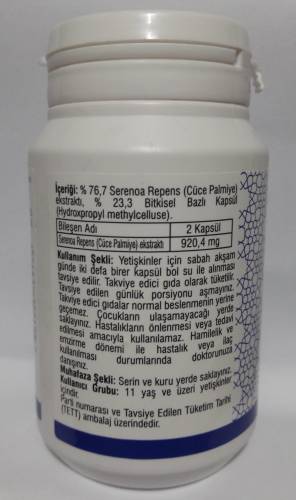 İçeriği: % 76,7 Serenoa Repens (Cüce Palmiye)
ekstraktı, % 23,3 Bitkisel Bazlı Kapsül
(Hydroxpropyl methylcelluse).
Bileşen Adı 2 Kapsül
Serenoa Repens (Cüce Palmiye) ekstraktı 920,4 mg
Kullanım Şekli: Yetişkinler için sabah akşam
günde iki defa birer kapsül bol su ile alınması
tavsiye edilir. Takviye edici gıda olarak tüketilir.
Tavsiye edilen günlük porsiyonu aşmayınız.
Takviye edici gıdalar normal beslenmenin yerine
geçemez. Çocukların ulaşamayacağı yerde
saklayınız. Hastalıkların önlenmesi veya tedavi
edilmesi amacıyla kullanılamaz. Hamilelik ve
emzirme dönemi ile hastalık veya ilaç
kullanılması durumlarında doktorunuza
danışınız.
Muhafaza Şekli: Serin ve kuru yerde saklayınız.
Kullanıcı Grubu: 11 yaş ve üzeri yetişkinler
içindir.
Parti numarası ve Tavsiye Edilen Tüketim Tarihi
(TETT) ambalaj üzerindedir.